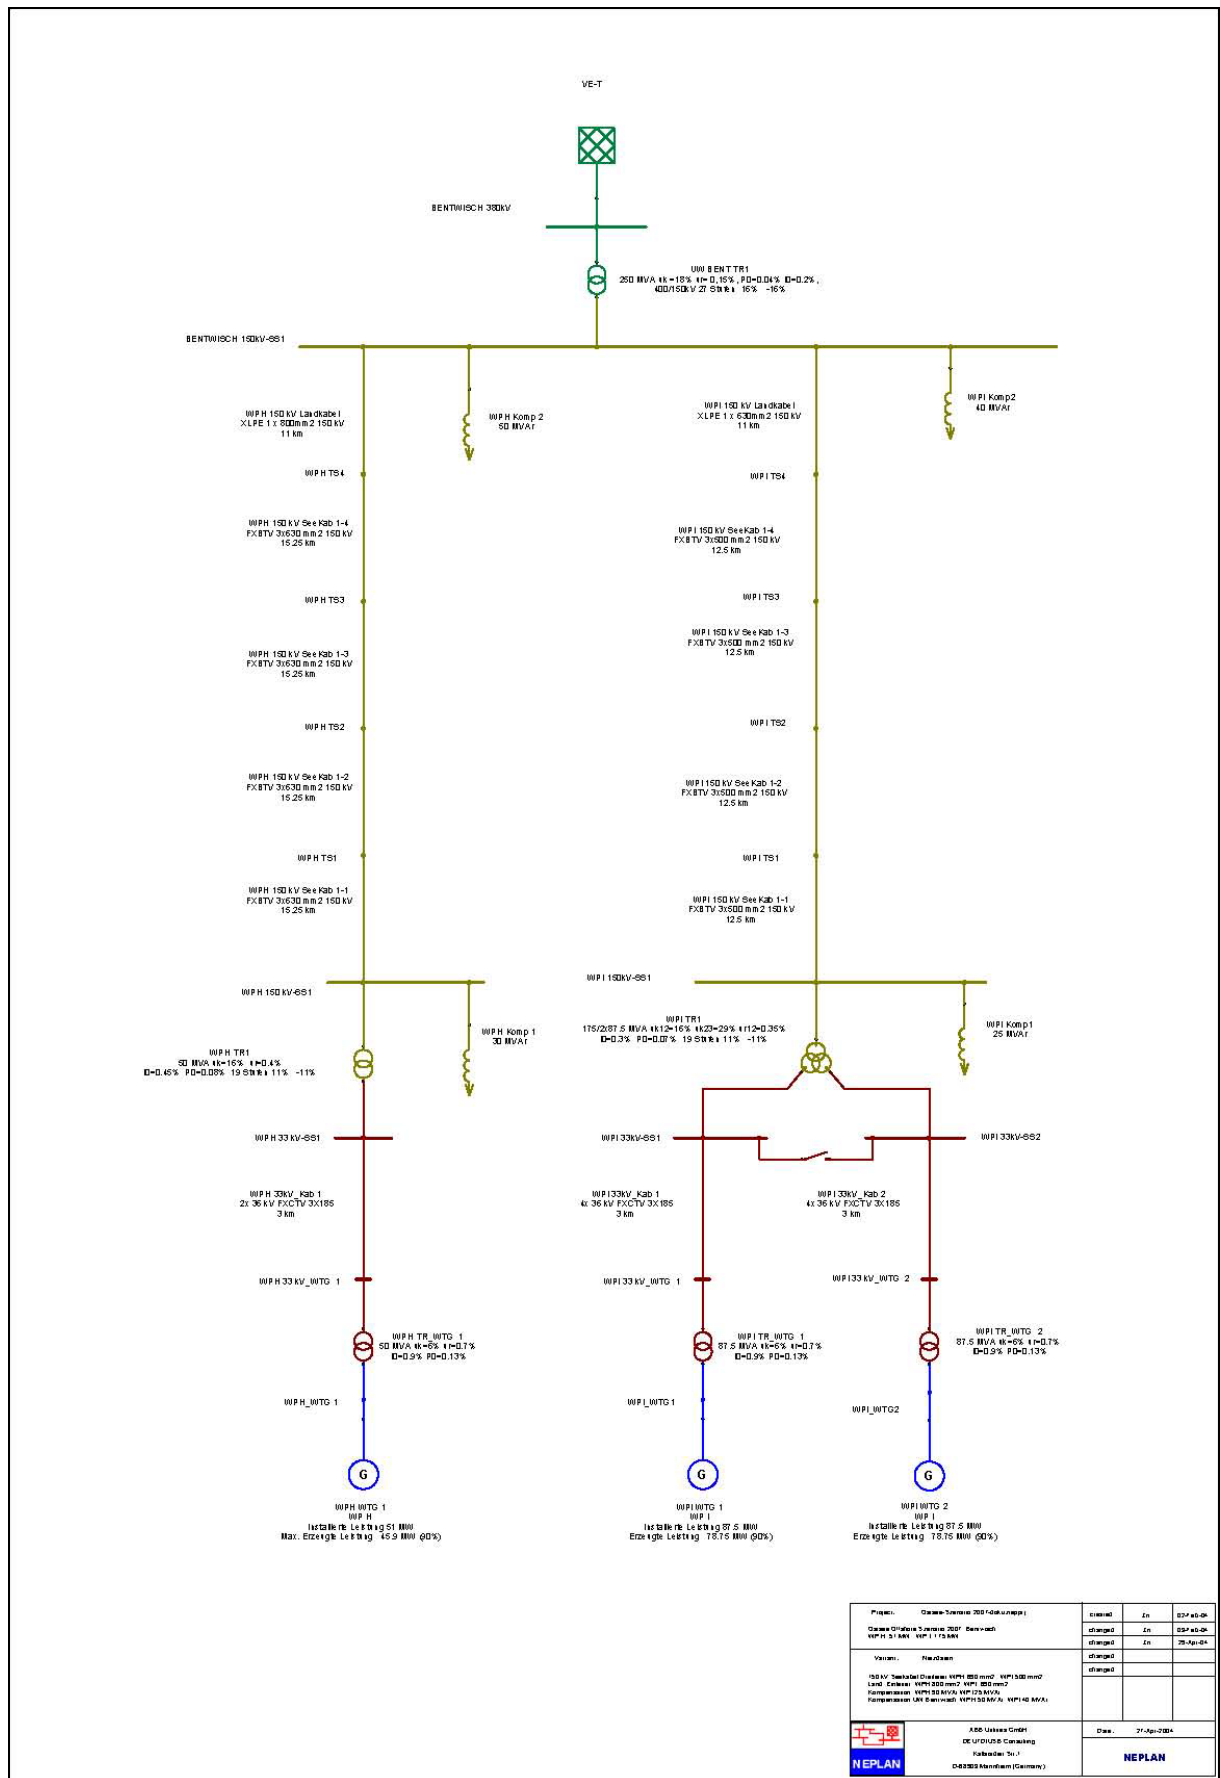 VE-T
BENTWISCH 380kV
UW BENT TR1
250 MVA uk=18% ur=0,15%, P0=0.04% I0=0.2%,
400/150kV 27 Stufen 16% -16%
BENTWISCH 150kV-SS1
WPH 150 kV Landkabel
XLPE 1 x 800mm2 150 kV
11 km
WPH Komp 2
50 MVAr
WPI 150 kV Landkabel
XLPE 1 x 630mm2 150 kV
11 km
WPI Komp2
40 MVAr
WPH TS4
WPI TS4
WPH 150 kV SeeKab 1-4
FXBTV 3x630 mm2 150 kV
15.25 km
WPI 150 kV SeeKab 1-4
FXBTV 3x500 mm2 150 kV
12.5 km
WPH TS3
WPI TS3
WPH 150 kV SeeKab 1-3
FXBTV 3x630 mm2 150 kV
15.25 km
WPI 150 kV SeeKab 1-3
FXBTV 3x500 mm2 150 kV
12.5 km
WPH TS2
WPI TS2
WPH 150 kV SeeKab 1-2
FXBTV 3x630 mm2 150 kV
15.25 km
WPI 150 kV SeeKab 1-2
FXBTV 3x500 mm2 150 kV
12.5 km
WPH TS1
WPI TS1
WPH 150 kV SeeKab 1-1
FXBTV 3x630 mm2 150 kV
15.25 km
WPI 150 kV SeeKab 1-1
FXBTV 3x500 mm2 150 kV
12.5 km
WPH 150 kV-SS1
WPI 150kV-SS1
WPH TR1
50 MVA uk=16% ur=0.4%
I0=0.45% P0=0.08% 19 Stufen 11% -11%
WPH Komp 1
30 MVAr
WPI TR1
175/2x87.5 MVA uk12=16% uk23=29% ur12=0.35%
I0=0.3% P0=0.07% 19 Stufen 11% -11%
WPI Komp1
25 MVAr
WPH 33 kV-SS1
WPI 33kV-SS1
WPI 33kV-SS2
WPH 33kV_Kab 1
2x 36 kV FXCTV 3X185
3 km
WPI 33kV_Kab 1
4x 36 kV FXCTV 3X185
3 km
WPI 33kV_Kab 2
4x 36 kV FXCTV 3X185
3 km
WPH 33 kV_WTG 1
WPI 33 kV_WTG 1
WPI 33 kV_WTG 2
WPH TR_WTG 1
50 MVA uk=6% ur=0.7%
I0=0.9% P0=0.13%
WPI TR_WTG 1
87.5 MVA uk=6% ur=0.7%
I0=0.9% P0=0.13%
WPI TR_WTG 2
87.5 MVA uk=6% ur=0.7%
I0=0.9% P0=0.13%
WPH_WTG 1
WPI_WTG1
WPI_WTG2
G
G
G
WPH WTG 1
WP H
Installierte Leistung 51 MW
Max. Erzeugte Leistung 45.9 MW (90%)
WPI WTG 1
WP I
Installierte Leistung 87.5 MW
Erzeugte Leistung 78.75 MW (90%)
WPI WTG 2
WP I
Installierte Leistung 87.5 MW
Erzeugte Leistung 78.75 MW (90%)
Project:
created
changed
changed
25-Apr-04
changed
changed
Variant:
ABB Utilities GmbH
Consulting
Mannheim (Germany)
Date: 27-Apr-2004
NEPLAN
NEPLAN